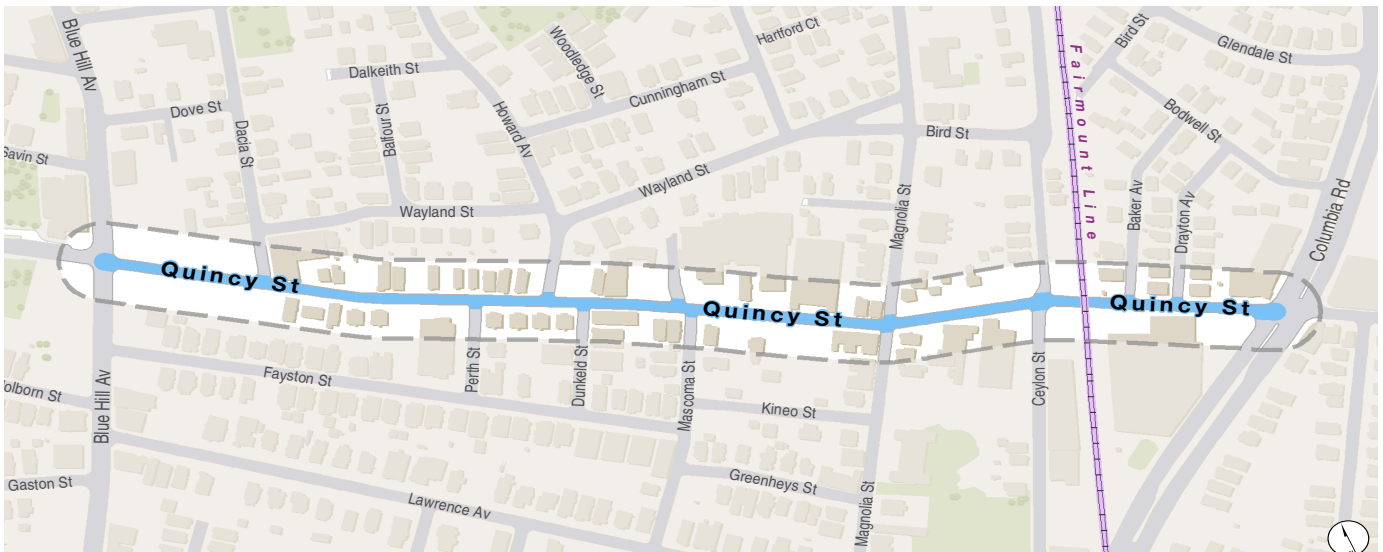 Blue Hill Av
Woodledge St
Hartford Ct
Bird St
Glendale St
Dalkeith St
Cunningham St
Dove St
Balfour St
Howard Av
Fairmount Line
Bodwell St
Dacia St
Bird St
Savin St
Wayland St
Wayland St
Magnolia St
Baker Av
Drayton Av
Columbia Rd
Quincy St
Quincy St
Quincy St
Fayston St
Perth St
Dunkeld St
Mascoma St
Ceylon St
olborn St
Blue Hill Av
Kineo St
Gaston St
Greenheys St
Lawrence Av
Magnolia St